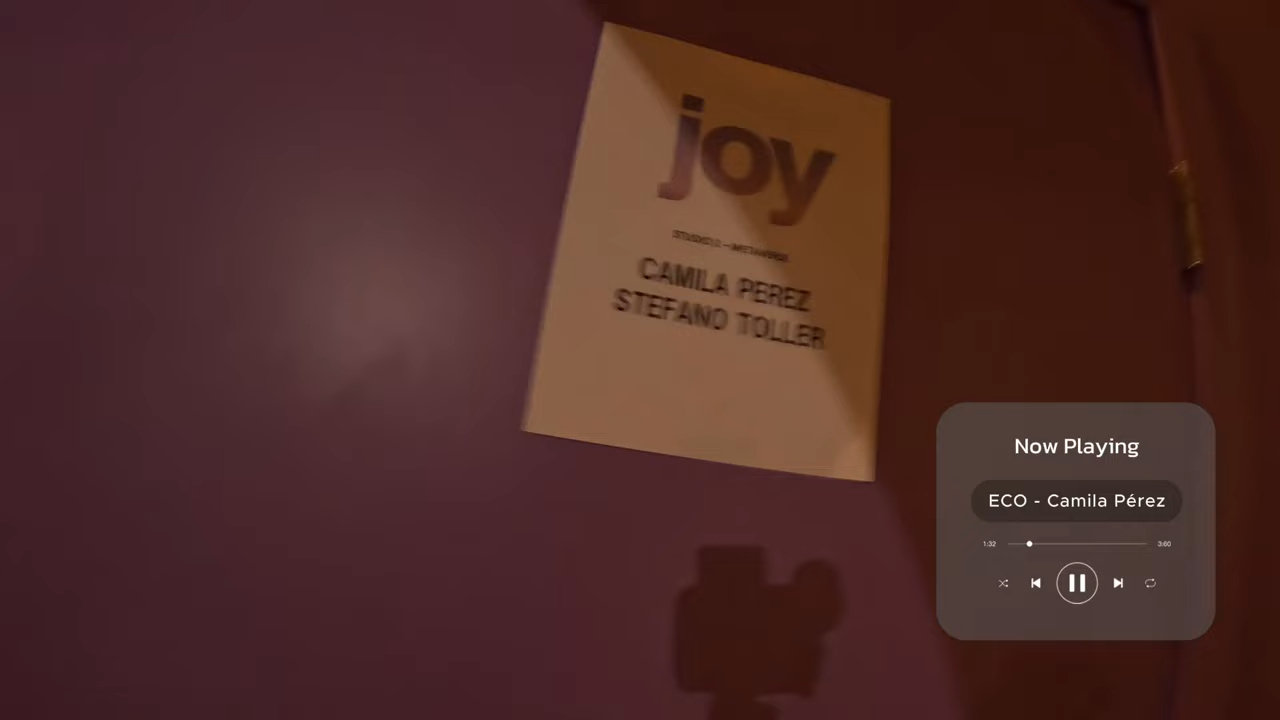 joy
CAMILA PEREZ
STEFANO TOLLER
Now Playing
ECO - Camila Pérez
1:32
3:60